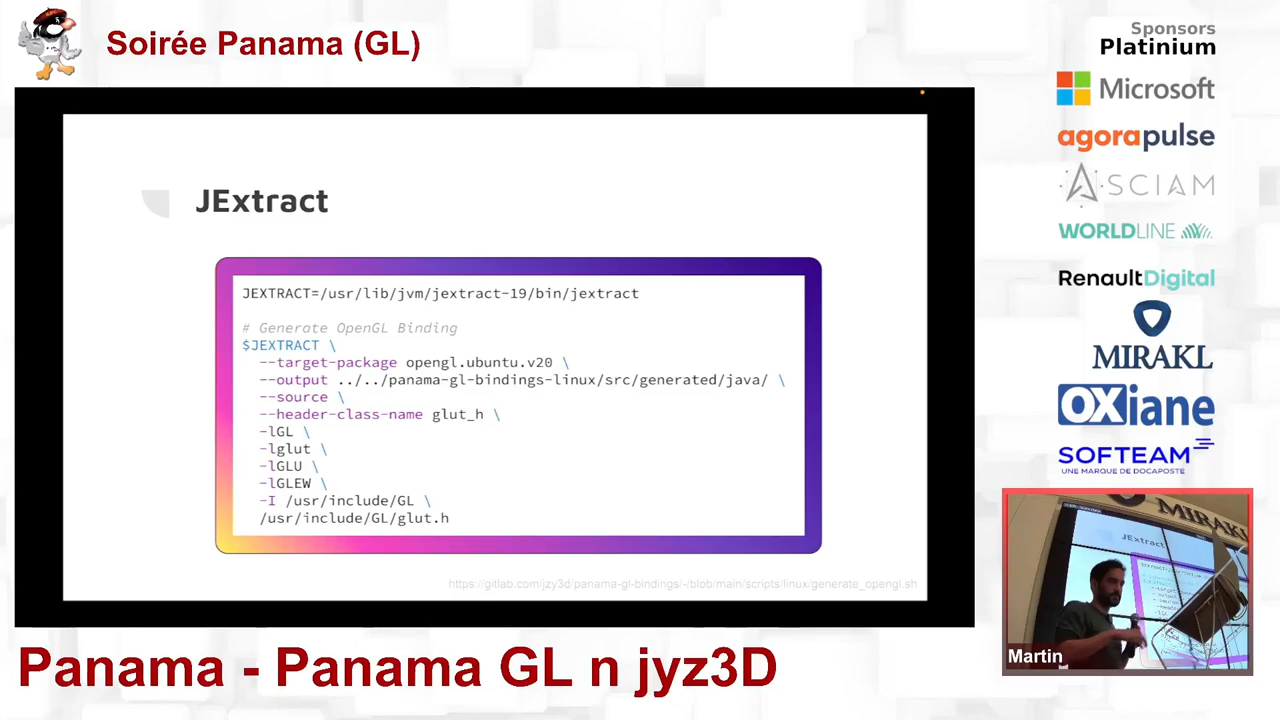 Soirée Panama (GL)
Sponsors
Platinium
Microsoft
agorapulse
ASCIAM
WORLDLINE
RenaultDigital
MIRAKL
OXiane
SOFTEAM
UNE MARQUE DE DOCAPOSTE
JExtract
JEXTRACT=/usr/lib/jvm/jextract-19/bin/jextract
# Generate OpenGL Binding
$JEXTRACT \
--target-package opengl.ubuntu.v20 \
--output ../../panama-gl-bindings-linux/src/generated/java/ \
--source \
--header-class-name glut_h \
-lGL \
-lglut \
-lGLU \
-lGLEW \
-I /usr/include/GL \
/usr/include/GL/glut.h
https://gitlab.com/jzy3d/panama-gl-bindings/-/blob/main/scripts/linux/generate_opengl.sh
MIRAKL
JExtract
Martin
Panama - Panama GL n jyz3D